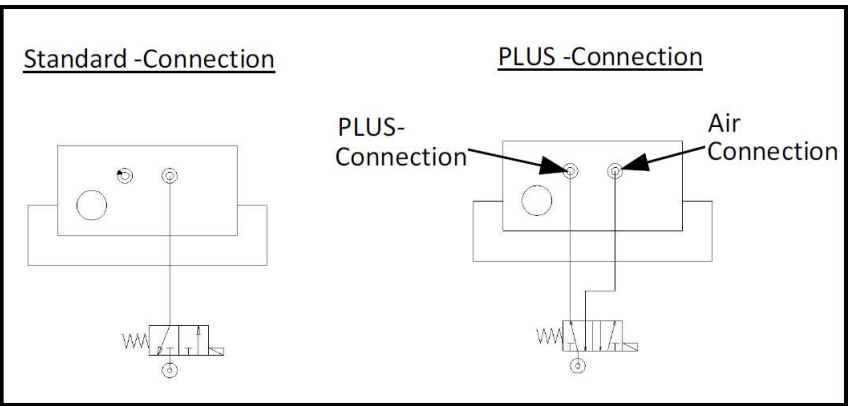 Standard -Connection
PLUS -Connection
PLUS-
Connection
Air
Connection